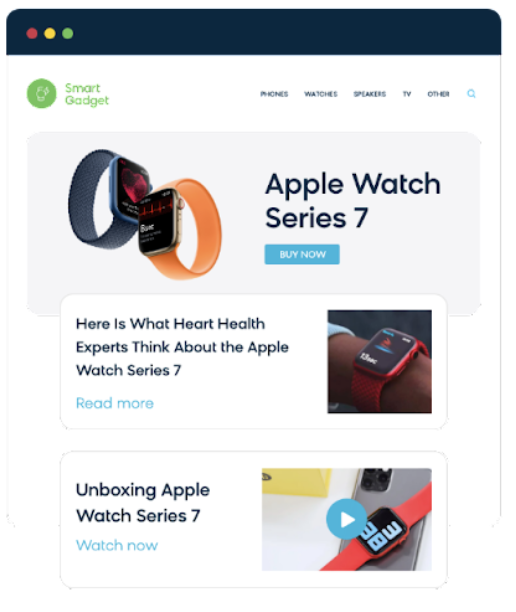 Smart
Gadget
PHONES WATCHES SPEAKERS TV OTHER
Apple Watch
Series 7
BUY NOW
Here Is What Heart Health
Experts Think About the Apple
Watch Series 7
Read more
Unboxing Apple
Watch Series 7
Watch now